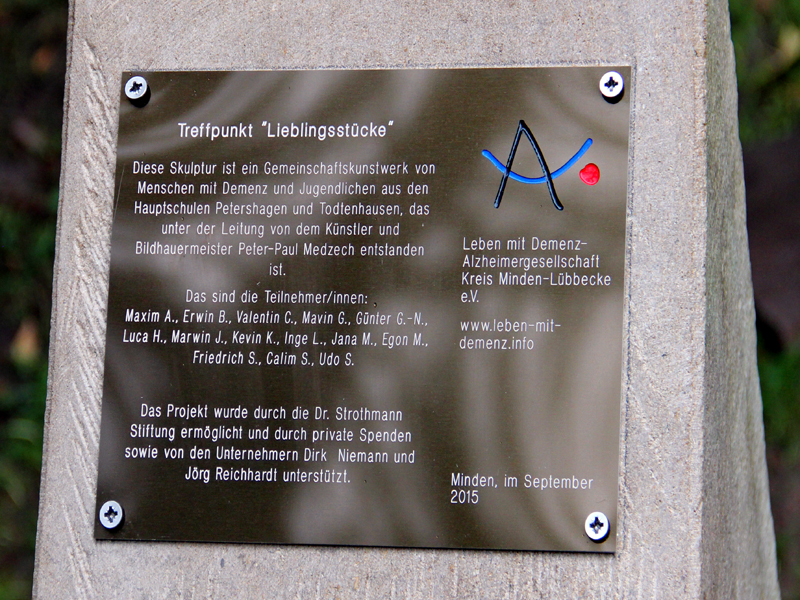 Treffpunkt "Lieblingsstücke"
Diese Skulptur ist ein Gemeinschaftskunstwerk von
Menschen mit Demenz und Jugendlichen aus den
Hauptschulen Petershagen und Todtenhausen, das
unter der Leitung von dem Künstler und
Bildhauermeister Peter-Paul Medzech entstanden
ist.
Das sind die Teilnehmer/innen:
Maxim A., Erwin B., Valentin C., Mavin G., Günter G.-N.,
Luca H., Marwin J., Kevin K., Inge L., Jana M., Egon M.,
Friedrich S., Calim S., Udo S.
Das Projekt wurde durch die Dr. Strothmann
Stiftung ermöglicht und durch private Spenden
sowie von den Unternehmern Dirk Niemann und
Jörg Reichhardt unterstützt.
A
Leben mit Demenz-
Alzheimergesellschaft
Kreis Minden-Lübbecke
e.V.
www.leben-mit-
demenz.info
Minden, im September
2015